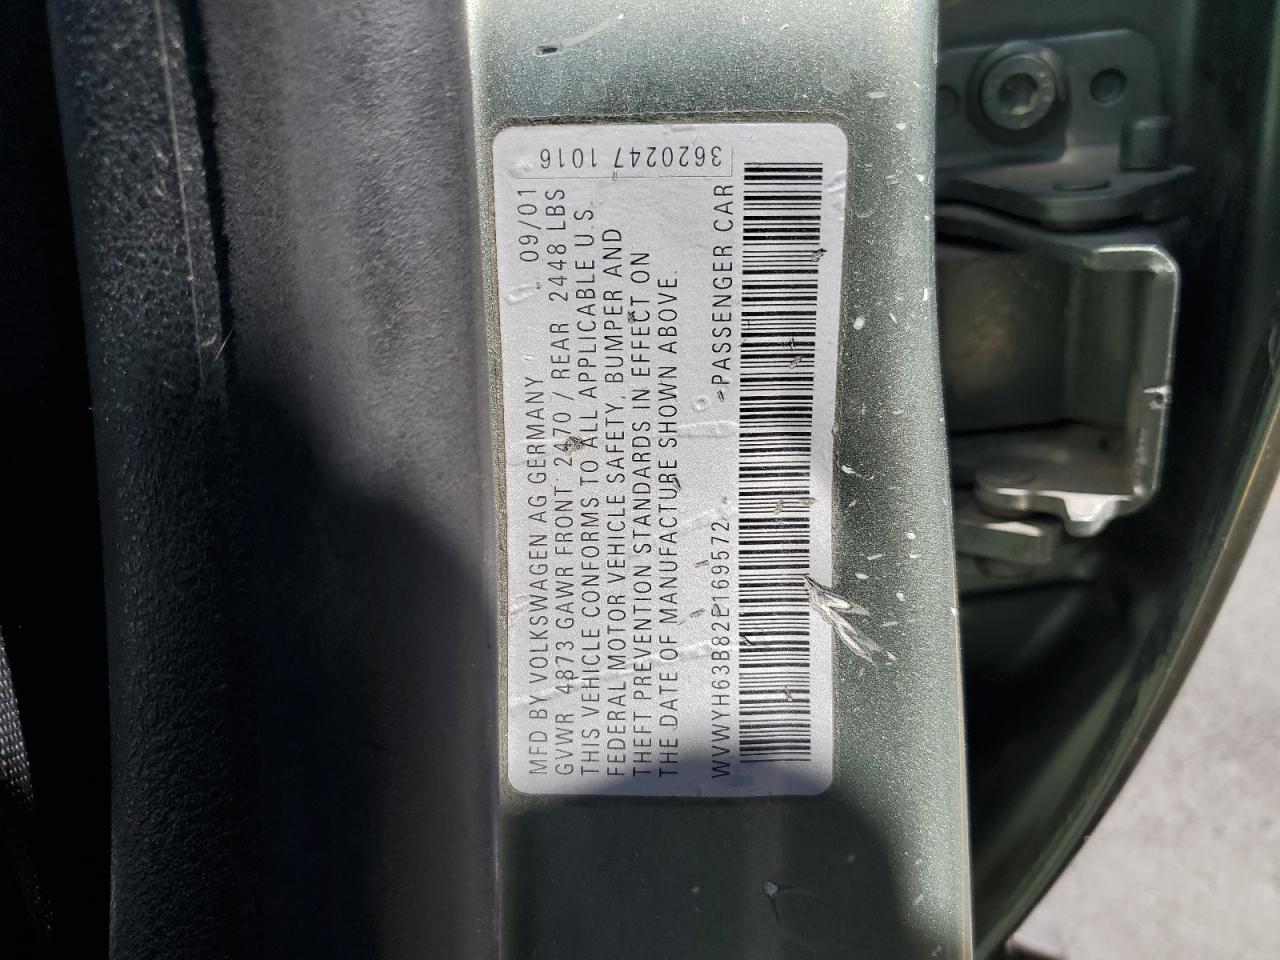 MFD BY VOLKSWAGEN AG GERMANY 09/01
GVWR 4873 GAWR FRONT 2470 / REAR 2448 LBS
THIS VEHICLE CONFORMS TO ALL APPLICABLE U.S.
FEDERAL MOTOR VEHICLE SAFETY, BUMPER AND
THEFT PREVENTION STANDARDS IN EFFECT ON
THE DATE OF MANUFACTURE SHOWN ABOVE.
WVWYH63B82E169572 PASSENGER CAR
3620247 1016